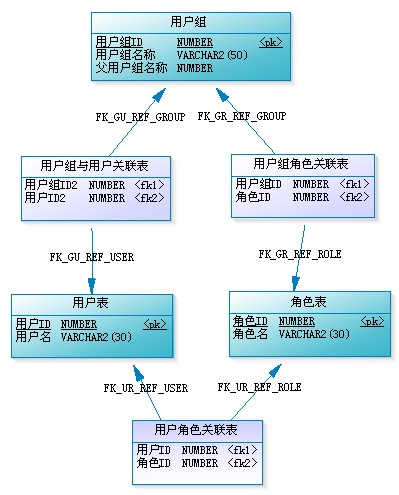 用户组
用户组ID NUMBER <pk>
用户组名称 VARCHAR2(50)
父用户组名称 NUMBER
FK_GU_REF_GROUP
FK_GR_REF_GROUP
用户组与用户关联表
用户组ID2 NUMBER <fk1>
用户ID2 NUMBER <fk2>
用户组角色关联表
用户组ID NUMBER <fk1>
角色ID NUMBER <fk2>
FK_GU_REF_USER
FK_GR_REF_ROLE
用户表
用户ID NUMBER <pk>
用户名 VARCHAR2(30)
角色表
角色ID NUMBER <pk>
角色名 VARCHAR2(30)
FK_UR_REF_USER
FK_UR_REF_ROLE
用户角色关联表
用户ID NUMBER <fk1>
角色ID NUMBER <fk2>